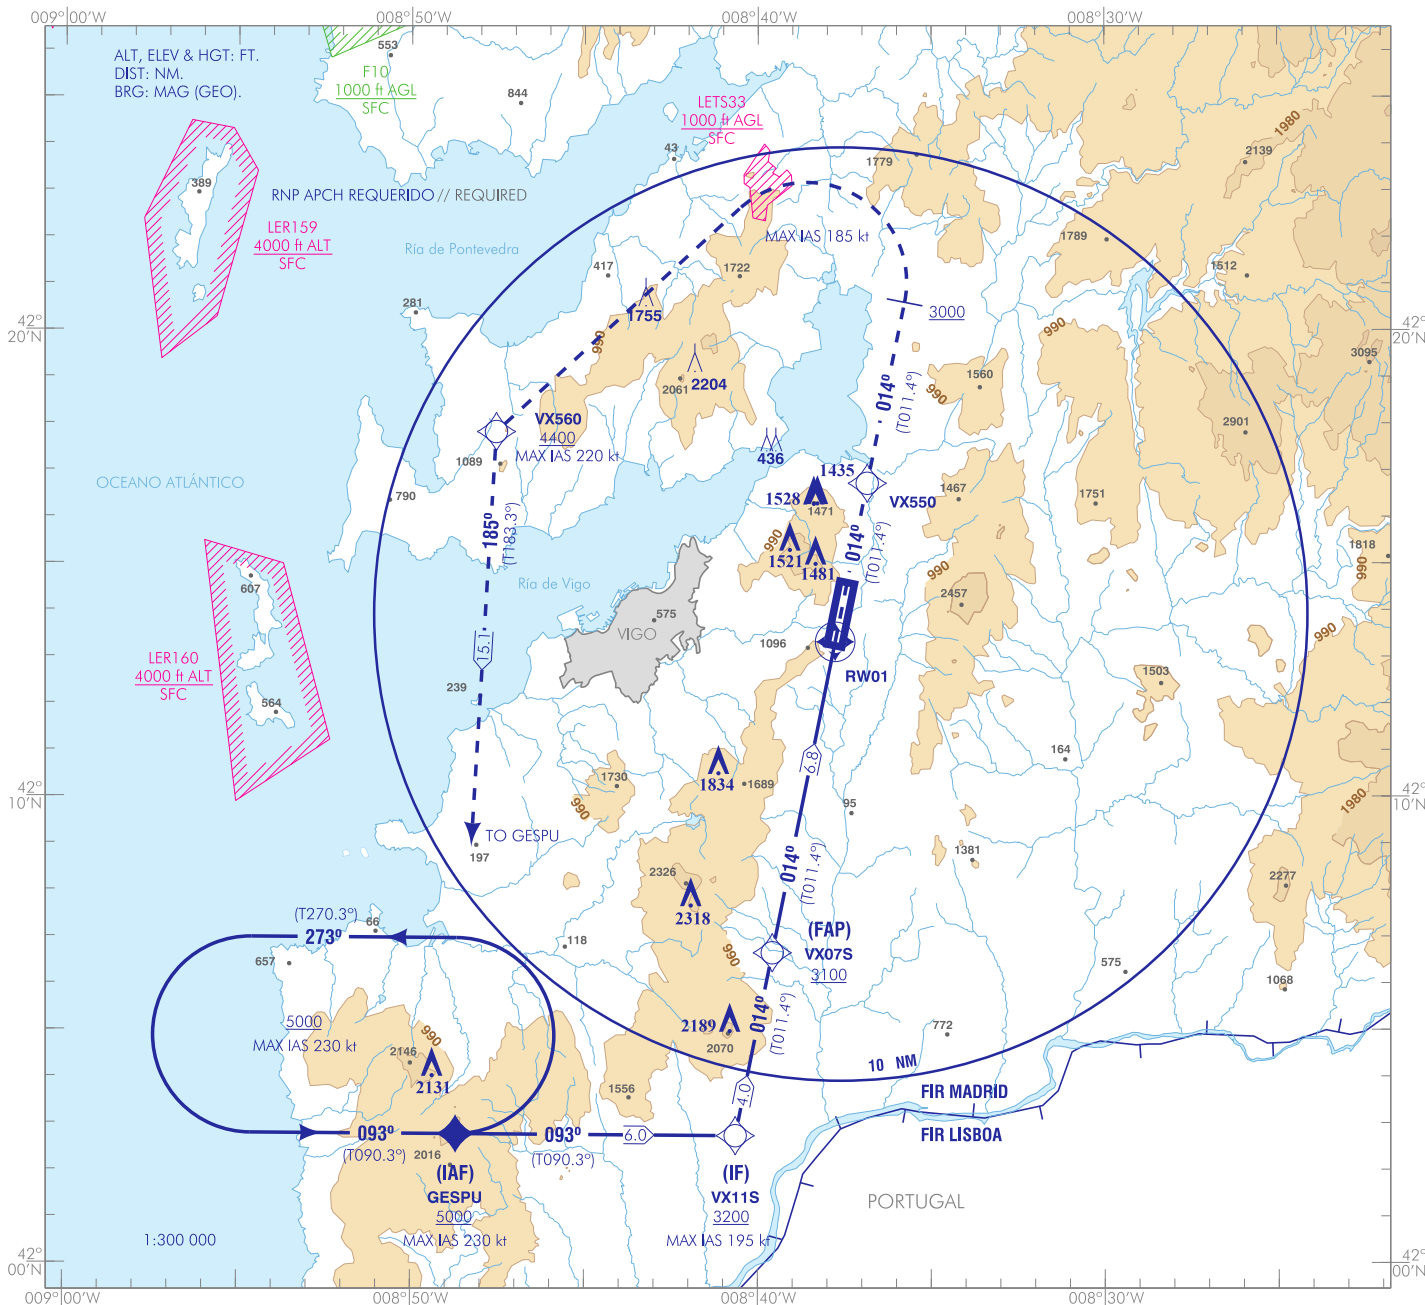 009°00'W
008°50'W
008°40'W
008°30'W
ALT, ELEV & HGT: FT.
DIST: NM.
BRG: MAG (GEO).
553
F10
1000 ft AGL
SFC
844
LETS33
1000 ft AGL
SFC
43
1779
1980
2139
389
RNP APCH REQUERIDO // REQUIRED
LER159
4000 ft ALT
SFC
Ría de Pontevedra
MAX IAS 185 kt
1789
417
1722
1512
281
1755
3000
990
42°
20'N
42°
20'N
990
3095
2204
2061
1560
990
014°
(T011.4°)
VX560
4400
MAX IAS 220 kt
2901
436
1089
1435
OCEANO ATLÁNTICO
790
1528
1471
VX550
1467
1751
185°
(T183.3°)
990
1521
1481
014°
(T011.4°)
990
1818
990
607
Ría de Vigo
575
VIGO
2457
990
15.1
1096
RW01
LER160
4000 ft ALT
SFC
239
564
1503
164
6.8
1730
1834
1689
990
95
1980
42°
10'N
42°
10'N
TO GESPU
197
014°
(T011.4°)
1381
2326
2318
2277
(T270.3°)
273°
66
118
(FAP)
VX07S
3100
990
657
575
1068
5000
MAX IAS 230 kt
990
2189
2070
014°
(T011.4°)
772
2146
2131
10 NM
1556
4.0
FIR MADRID
FIR LISBOA
093°
(T090.3°)
093°
(T090.3°)
6.0
2016
(IAF)
GESPU
5000
MAX IAS 230 kt
(IF)
VX11S
3200
MAX IAS 195 kt
PORTUGAL
1:300 000
42°
00'N
42°
00'N
009°00'W
008°50'W
008°40'W
008°30'W